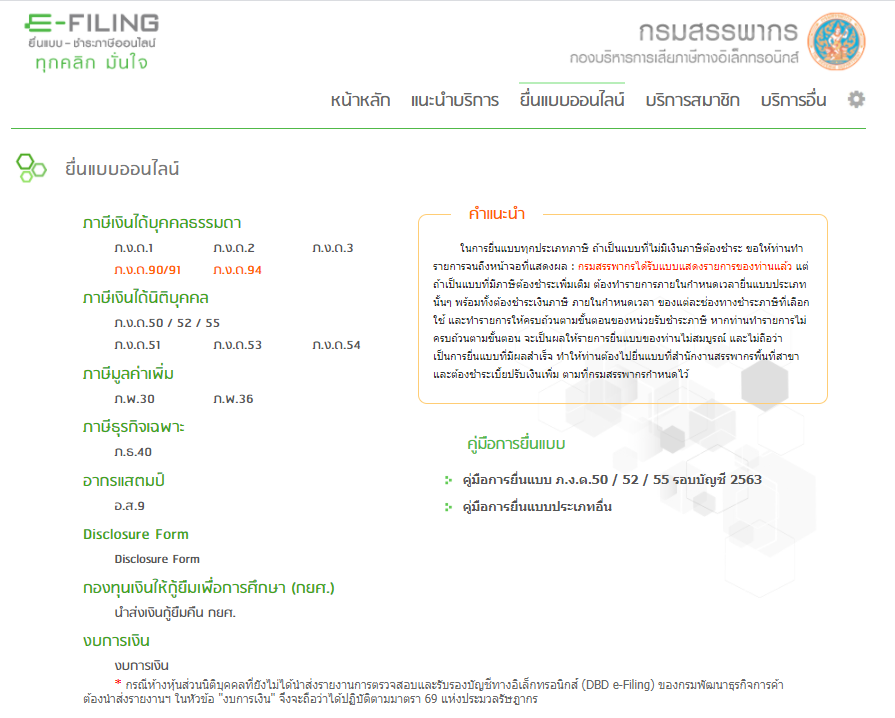 E-FILING
ยื่นแบบ - ชำระภาษีออนไลน์
ทุกคลิก มั่นใจ
กรมสรรพากร
กองบริหารการเสียภาษีทางอิเล็กทรอนิกส์
หน้าหลัก แนะนำบริการ ยื่นแบบออนไลน์ บริการสมาชิก บริการอื่น
ยื่นแบบออนไลน์
ภาษีเงินได้บุคคลธรรมดา
ภ.ง.ด.1 ภ.ง.ด.2 ภ.ง.ด.3
ภ.ง.ด.90/91 ภ.ง.ด.94
ภาษีเงินได้นิติบุคคล
ภ.ง.ด.50 / 52 / 55
ภ.ง.ด.51 ภ.ง.ด.53 ภ.ง.ด.54
ภาษีมูลค่าเพิ่ม
ภ.พ.30 ภ.พ.36
ภาษีธุรกิจเฉพาะ
ภ.ธ.40
อากรแสตมป์
อ.ส.9
Disclosure Form
Disclosure Form
กองทุนเงินให้กู้ยืมเพื่อการศึกษา (กยศ.)
นำส่งเงินกู้ยืมคืน กยศ.
งบการเงิน
งบการเงิน
* กรณีห้างหุ้นส่วนนิติบุคคลที่ยังไม่ได้นำส่งรายงานการตรวจสอบและรับรองบัญชีทางอิเล็กทรอนิกส์ (DBD e-Filing) ของกรมพัฒนาธุรกิจการค้า
ต้องนำส่งรายงานฯ ในหัวข้อ "งบการเงิน" จึงจะถือว่าได้ปฏิบัติตามมาตรา 69 แห่งประมวลรัษฎากร
คำแนะนำ
ในการยื่นแบบทุกประเภทภาษี ถ้าเป็นแบบที่ไม่มีเงินภาษีต้องชำระ ขอให้ท่านทำ
รายการจนถึงหน้าจอที่แสดงผล : กรมสรรพากรได้รับแบบแสดงรายการของท่านแล้ว แต่
ถ้าเป็นแบบที่มีภาษีต้องชำระเพิ่มเติม ต้องทำรายการภายในกำหนดเวลายื่นแบบประเภท
นั้นๆ พร้อมทั้งต้องชำระเงินภาษี ภายในกำหนดเวลา ของแต่ละช่องทางชำระภาษีที่เลือก
ใช้ และทำรายการให้ครบถ้วนตามขั้นตอนของหน่วยรับชำระภาษี หากท่านทำรายการไม่
ครบถ้วนตามขั้นตอน จะเป็นผลให้รายการยื่นแบบของท่านไม่สมบูรณ์ และไม่ถือว่า
เป็นการยื่นแบบที่มีผลสำเร็จ ทำให้ท่านต้องไปยื่นแบบที่สำนักงานสรรพากรพื้นที่สาขา
และต้องชำระเบี้ยปรับเงินเพิ่ม ตามที่กรมสรรพากรกำหนดไว้
คู่มือการยื่นแบบ
คู่มือการยื่นแบบ ภ.ง.ด.50 / 52 / 55 รอบบัญชี 2563
คู่มือการยื่นแบบประเภทอื่น